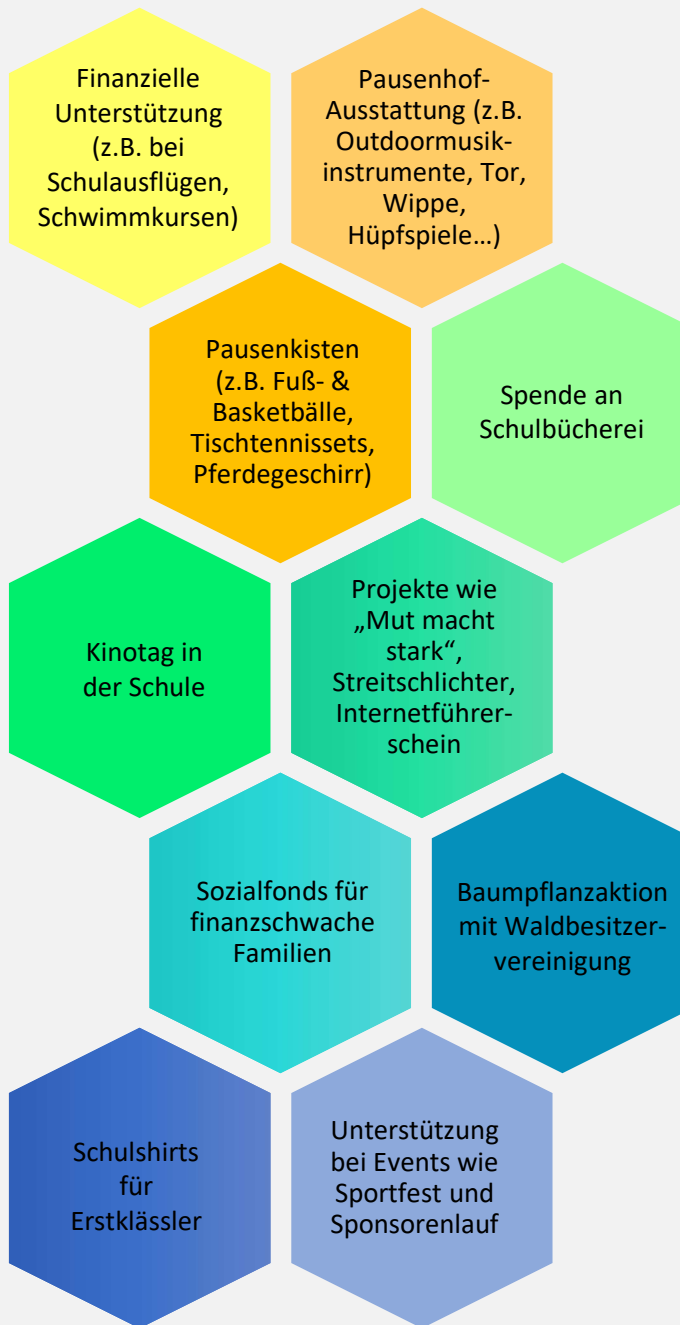 Finanzielle
Unterstützung
(z.B. bei
Schulausflügen,
Schwimmkursen)
Pausenhof-
Ausstattung (z.B.
Outdoormusik-
instrumente, Tor,
Wippe,
Hüpfspiele...)
Pausenkisten
(z.B. Fuß- &
Basketbälle,
Tischtennissets,
Pferdegeschirr)
Spende an
Schulbücherei
Kinotag in
der Schule
Projekte wie
„Mut macht
stark“,
Streitschlichter,
Internetführer-
schein
Sozialfonds für
finanzschwache
Familien
Baumpflanzaktion
mit Waldbesitzer-
vereinigung
Schulshirts
für
Erstklässler
Unterstützung
bei Events wie
Sportfest und
Sponsorenlauf